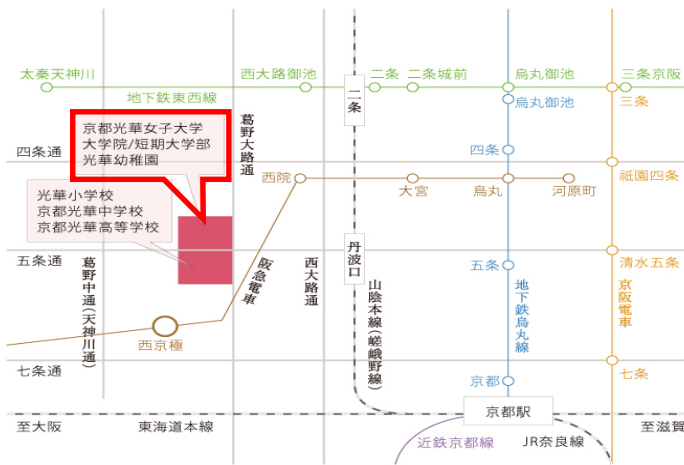 太秦天神川
西大路御池
二条
二条城前
烏丸御池
三条京阪
地下鉄東西線
二条
烏丸御池
三条
京都光華女子大学
大学院/短期大学部
光華幼稚園
葛野大路通
四条通
四条
西院
大宮
烏丸
河原町
祇園四条
光華小学校
京都光華中学校
京都光華高等学校
五条通
丹波口
五条
清水五条
葛野中通(天神川通)
阪急電車
西大路通
山陰本線(嵯峨野線)
地下鉄烏丸線
京阪電車
西京極
七条通
京都
七条
京都駅
至大阪
東海道本線
至滋賀
近鉄京都線
JR奈良線